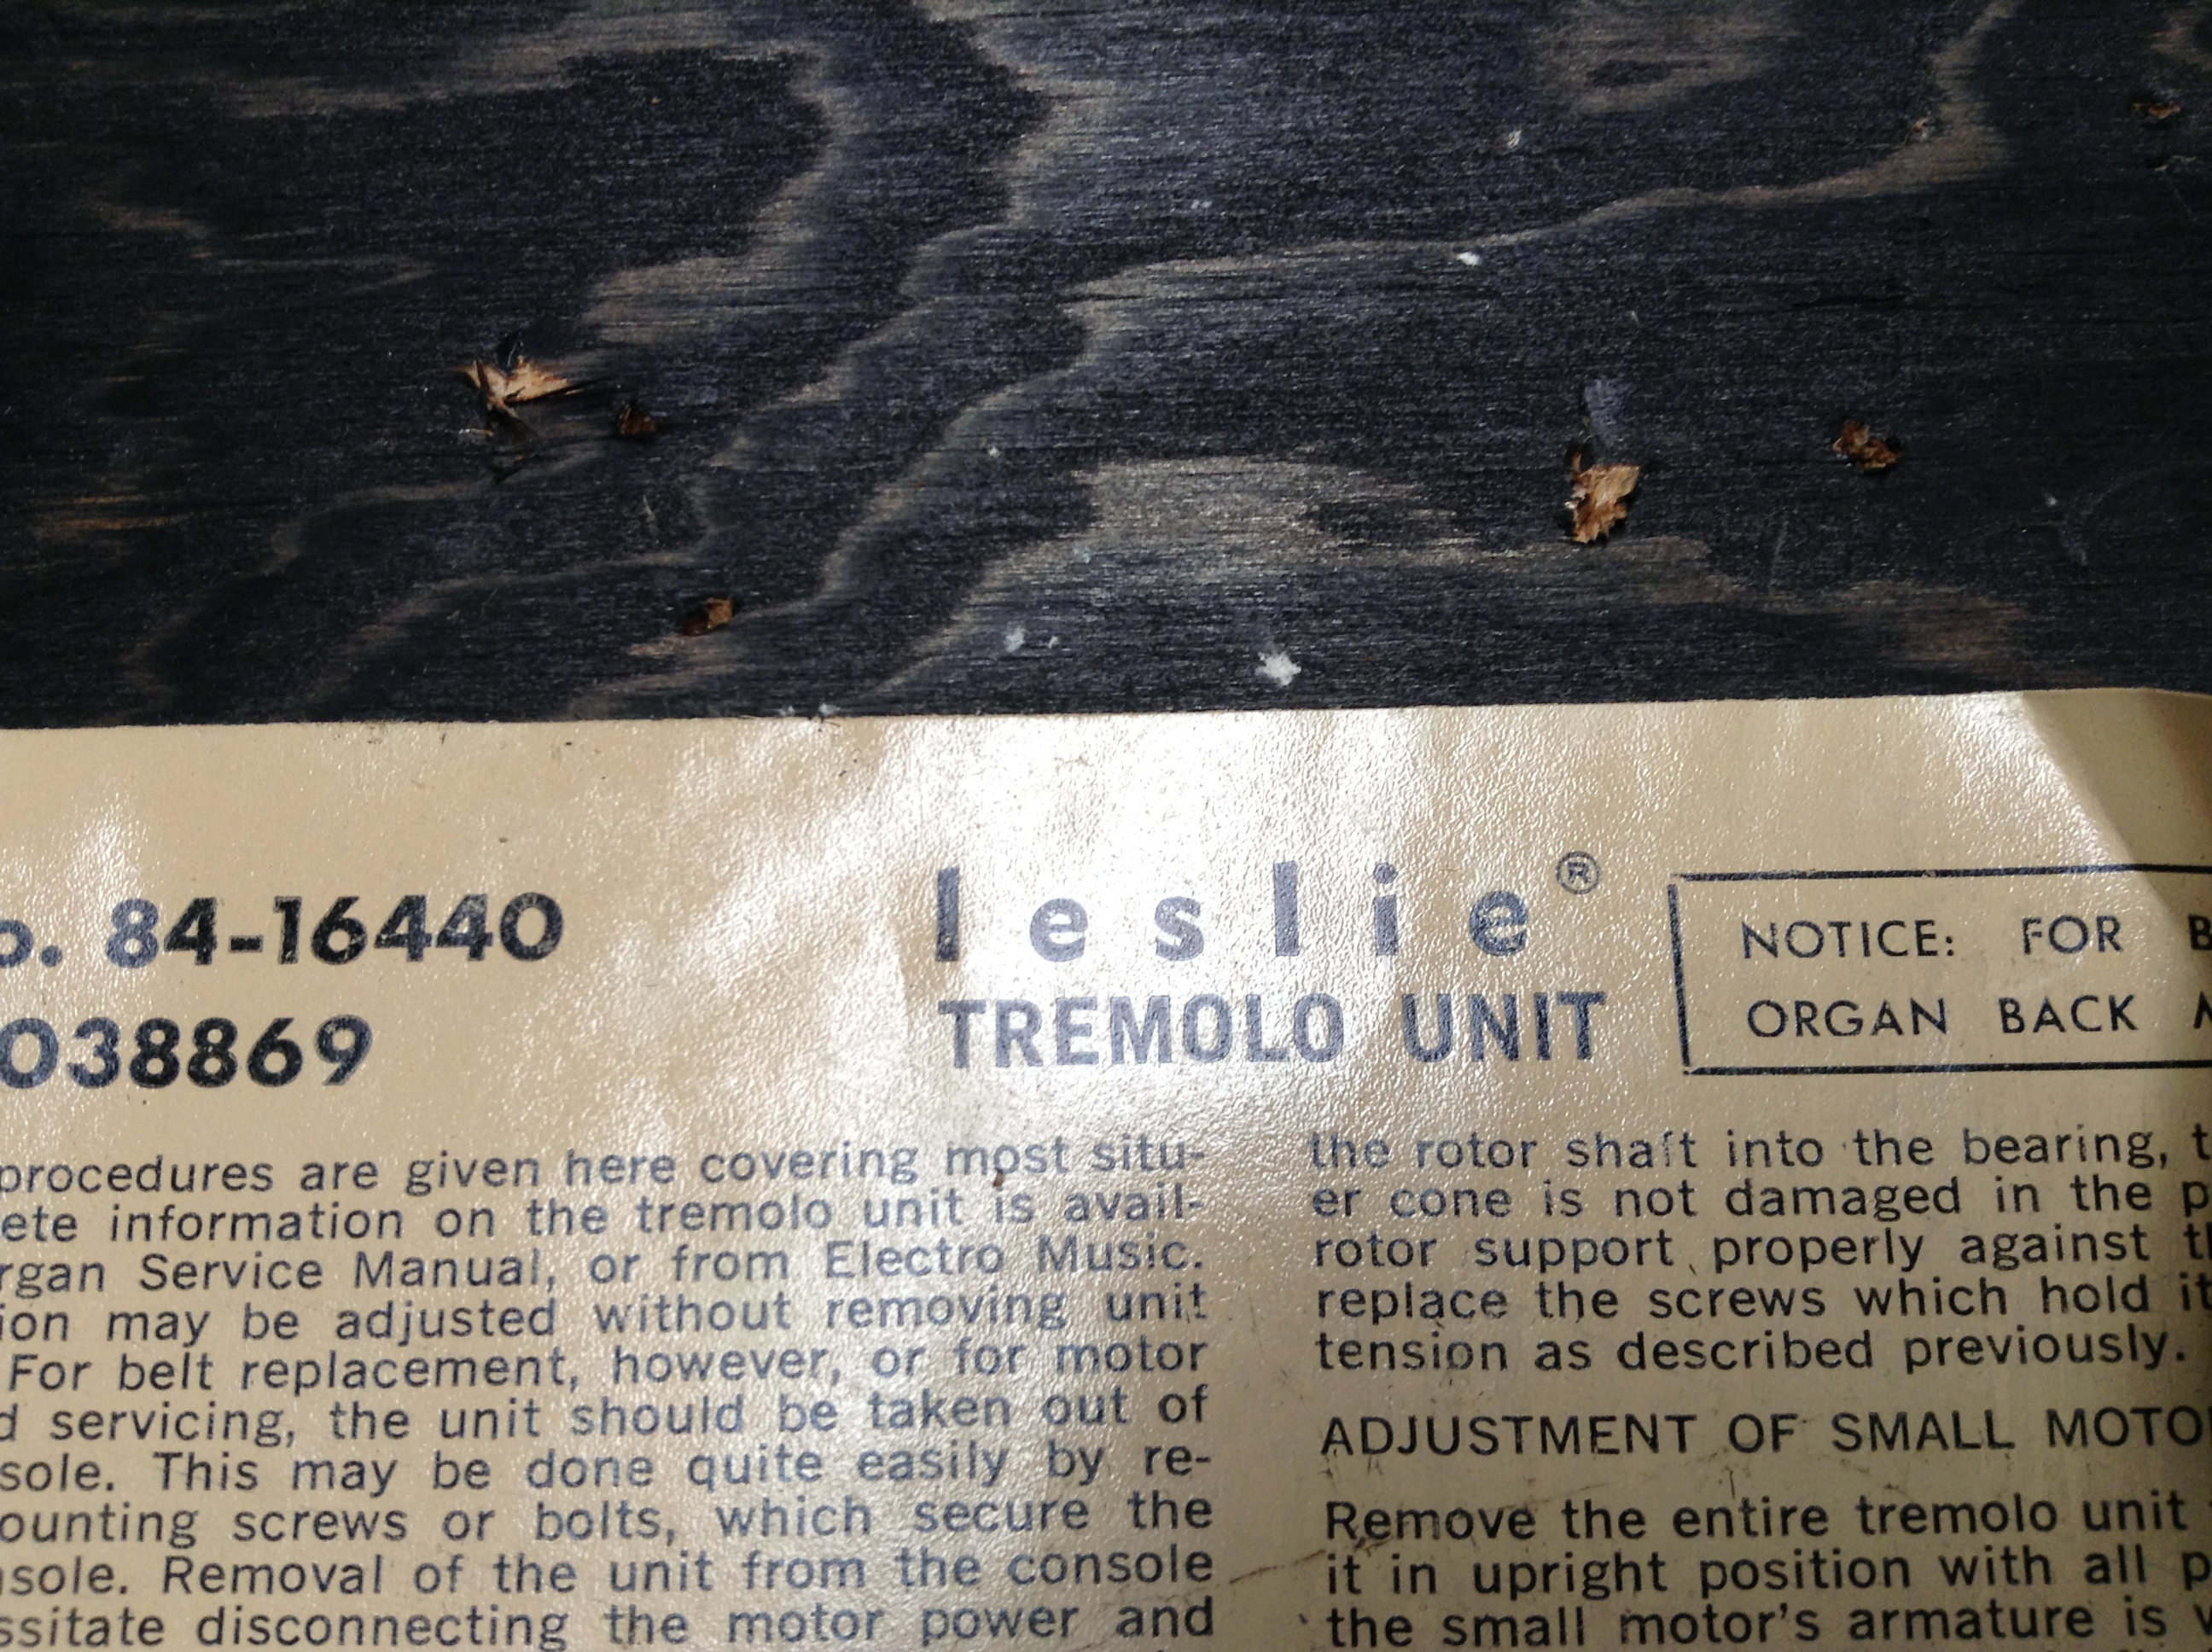 84-16440
038869
leslie®
TREMOLO UNIT
NOTICE: FOR
ORGAN BACK
procedures are given here covering most situ-
ete information on the tremolo unit is avail-
rgan Service Manual, or from Electro Music.
ion may be adjusted without removing unit
For belt replacement, however, or for motor
d servicing, the unit should be taken out of
sole. This may be done quite easily by re-
ounting screws or bolts, which secure the
sole. Removal of the unit from the console
ssitate disconnecting the motor power and
the rotor shaft into the bearing,
er cone is not damaged in the
rotor support properly against
replace the screws which hold it
tension as described previously.
ADJUSTMENT OF SMALL MOTO
Remove the entire tremolo unit
it in upright position with all
the small motor's armature is